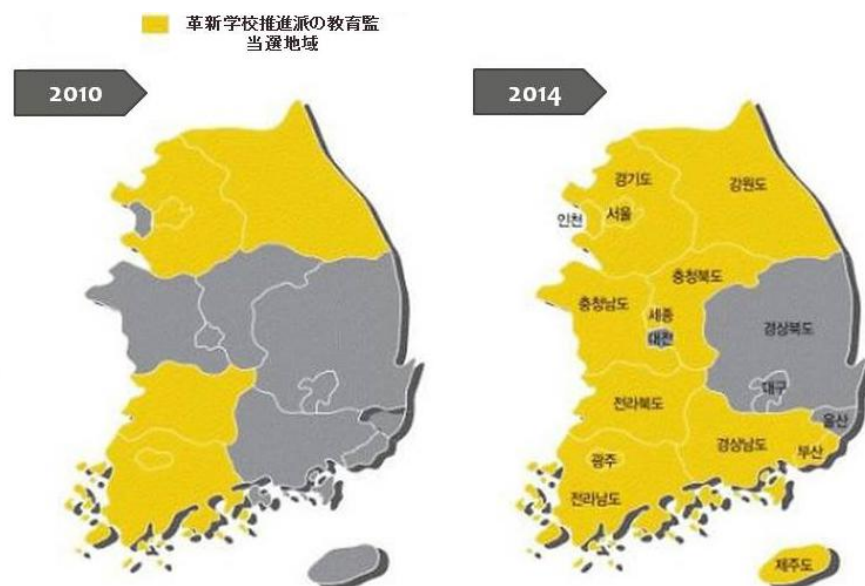 革新学校推進派の教育監
当選地域
2010
2014
경기도
강원도
인천
서울
충청북도
충청남도
세종
대전
경상북도
대구
전라북도
울산
경상남도
부산
광주
전라남도
제주도